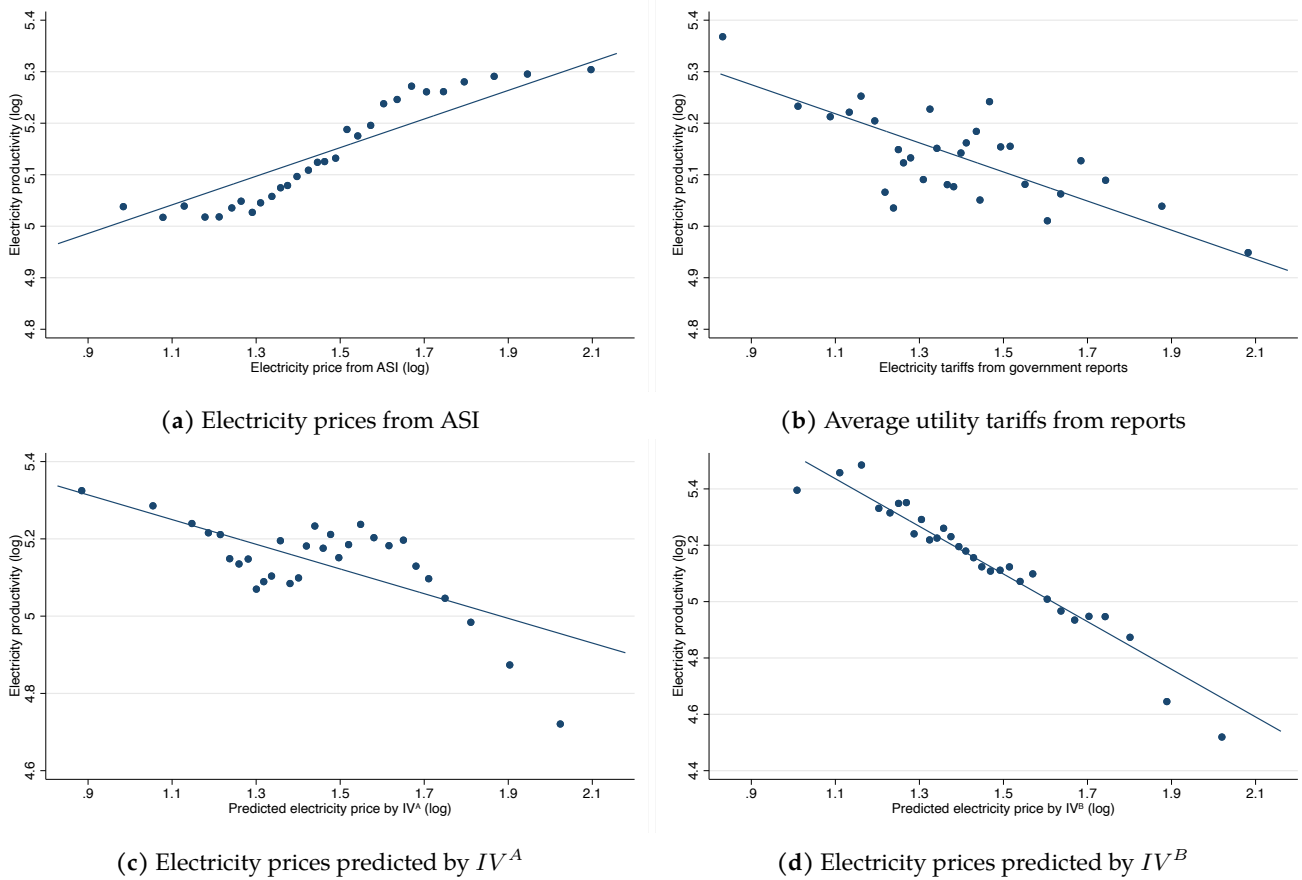 Electricity productivity (log)
5.4
5.3
5.2
5.1
5
4.9
4.8
.9 1.1 1.3 1.5 1.7 1.9 2.1
Electricity price from ASI (log)
(a) Electricity prices from ASI
Electricity productivity (log)
5.4
5.3
5.2
5.1
5
4.9
4.8
.9 1.1 1.3 1.5 1.7 1.9 2.1
Electricity tariffs from government reports
(b) Average utility tariffs from reports
Electricity productivity (log)
5.4
5.2
5
4.8
4.6
.9 1.1 1.3 1.5 1.7 1.9 2.1
Predicted electricity price by IVᴬ (log)
(c) Electricity prices predicted by IVᴬ
Electricity productivity (log)
5.4
5.2
5
4.8
4.6
4.4
.9 1.1 1.3 1.5 1.7 1.9 2.1
Predicted electricity price by IVᴮ (log)
(d) Electricity prices predicted by IVᴮ